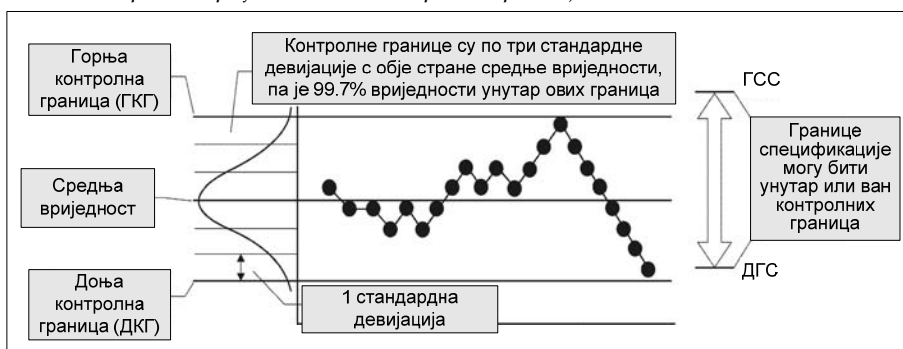 Горња
контролна
граница (ГКГ)
Контролне границе су по три стандардне
девијације с обје стране средње вриједности,
па је 99.7% вриједности унутар ових граница
ГСС
Границе
спецификације
могу бити
унутар или ван
контролних
граница
Средња
вриједност
ДГС
Доња
контролна
граница (ДКГ)
1 стандардна
девијација